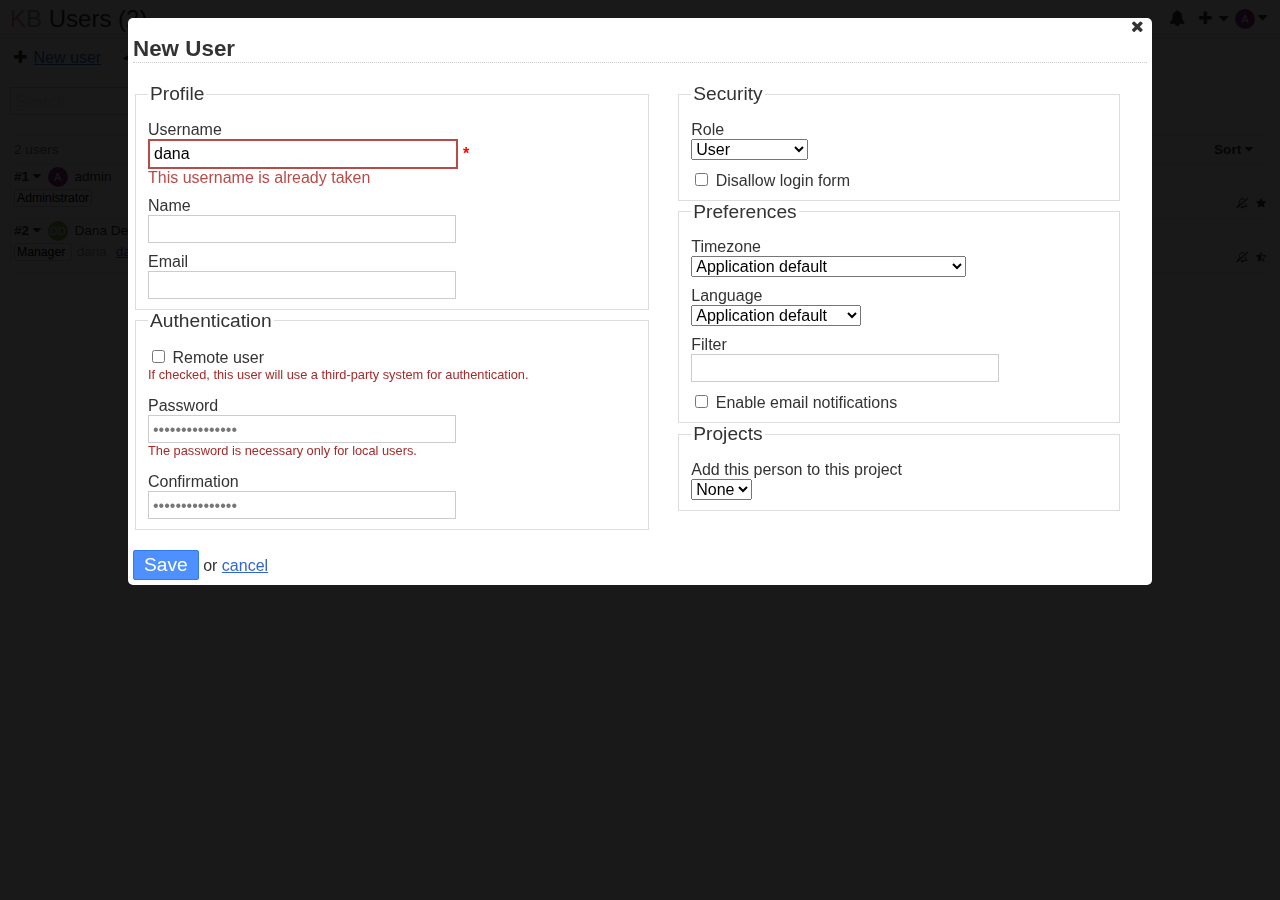 KB Users (2)
New user
New User
Profile
Username
dana *
This username is already taken
Name
Email
Authentication
Remote user
If checked, this user will use a third-party system for authentication.
Password
•••••••••••••••
The password is necessary only for local users.
Confirmation
•••••••••••••••
Save or cancel
Security
Role
User
Disallow login form
Preferences
Timezone
Application default
Language
Application default
Filter
Enable email notifications
Projects
Add this person to this project
None
2 users
Sort
#1 A admin
Administrator
#2 DD Dana De
Manager dana da
A